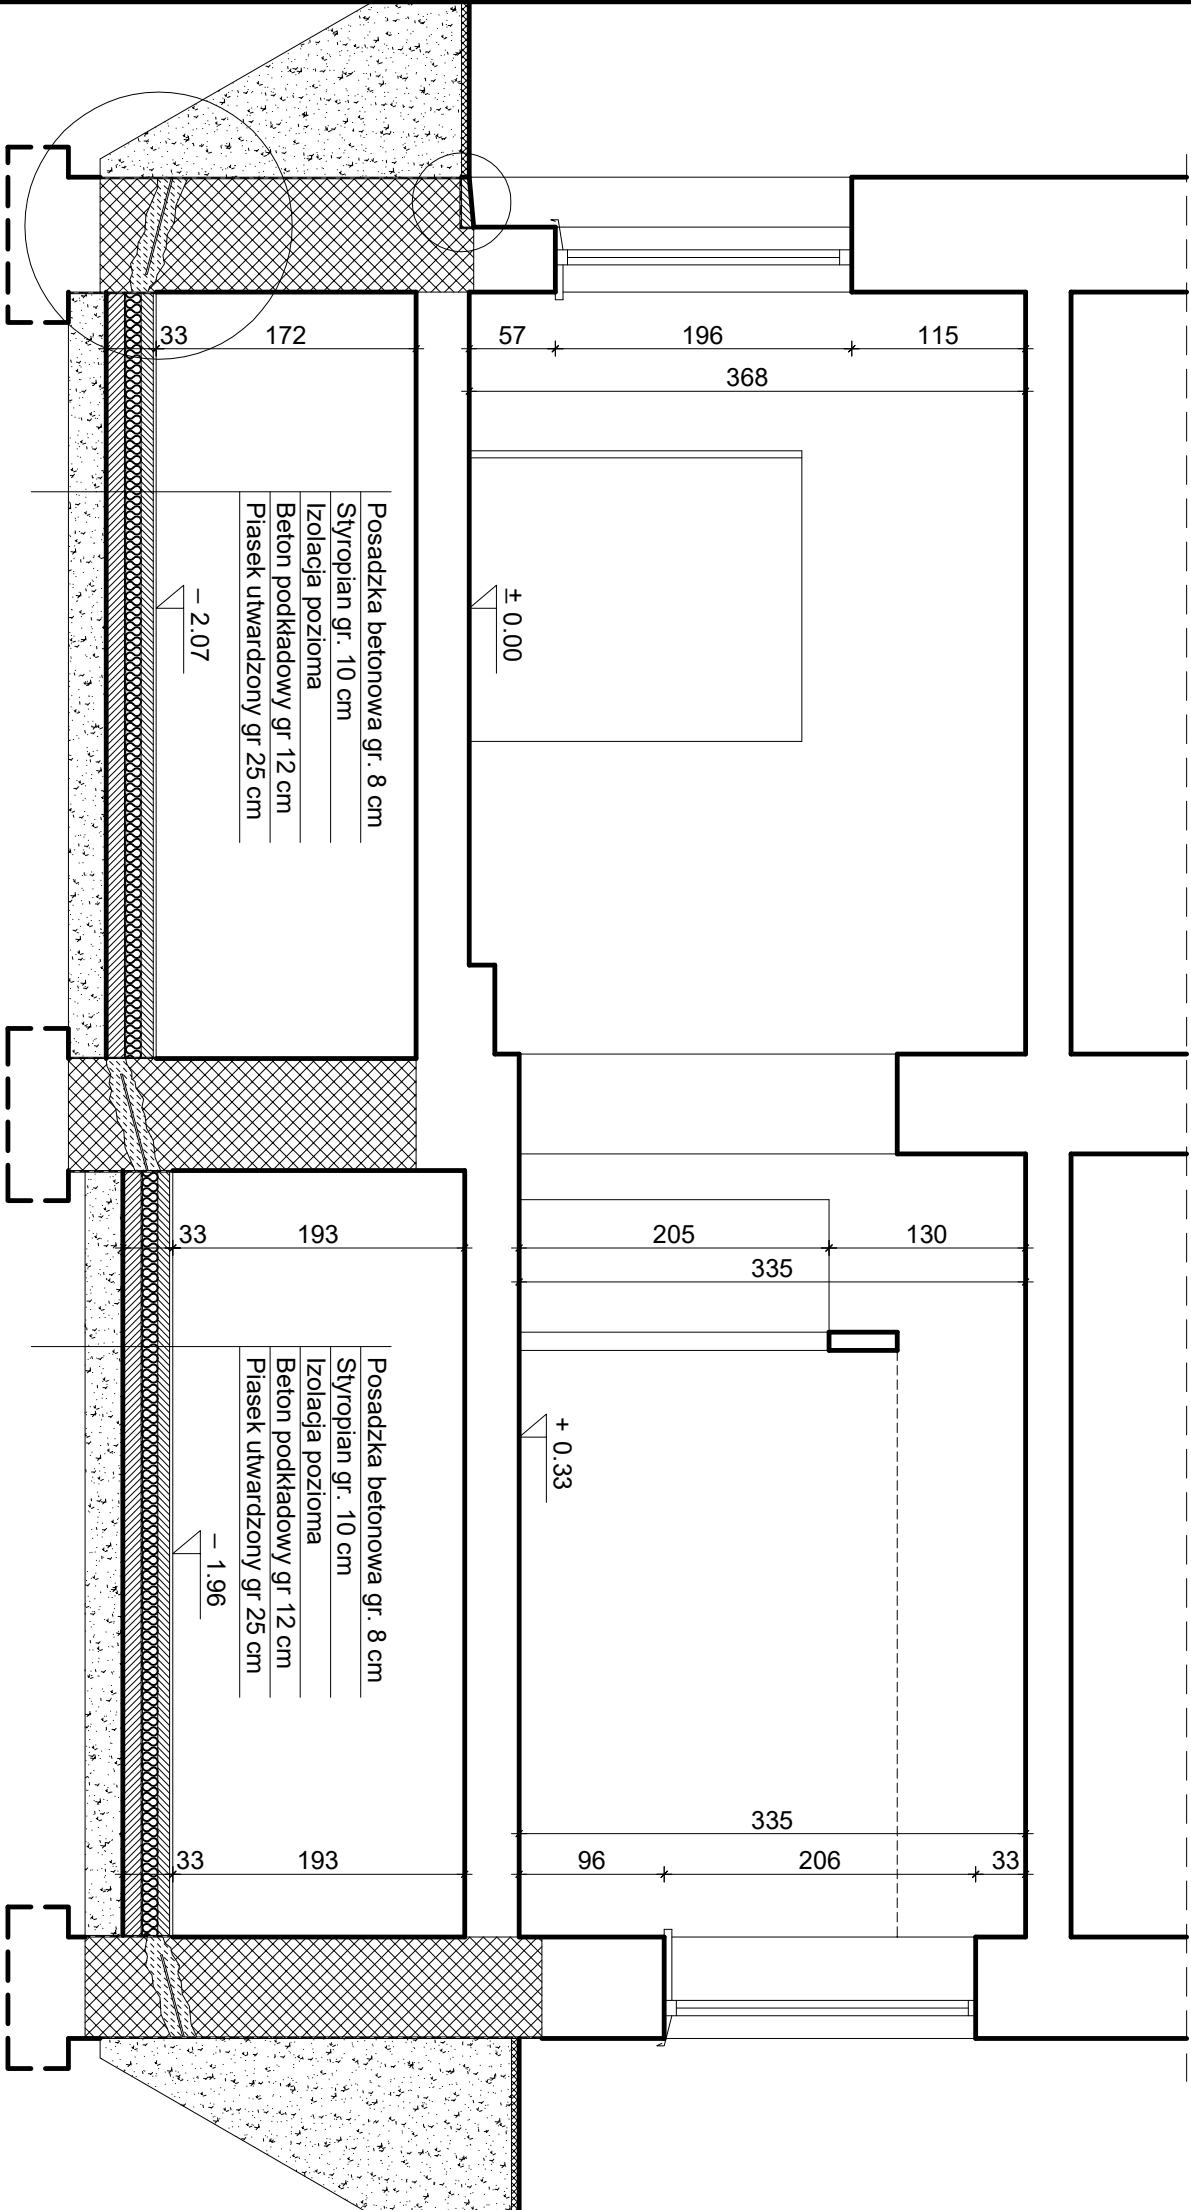 33
172
57
196
115
368
Posadzka betonowa gr. 8 cm
Styropian gr. 10 cm
Izolacja pozioma
Beton podkładowy gr 12 cm
Piasek utwardzony gr 25 cm
± 0.00
− 2.07
33
193
205
130
335
Posadzka betonowa gr. 8 cm
Styropian gr. 10 cm
Izolacja pozioma
Beton podkładowy gr 12 cm
Piasek utwardzony gr 25 cm
+ 0.33
− 1.96
335
33
193
96
206
33